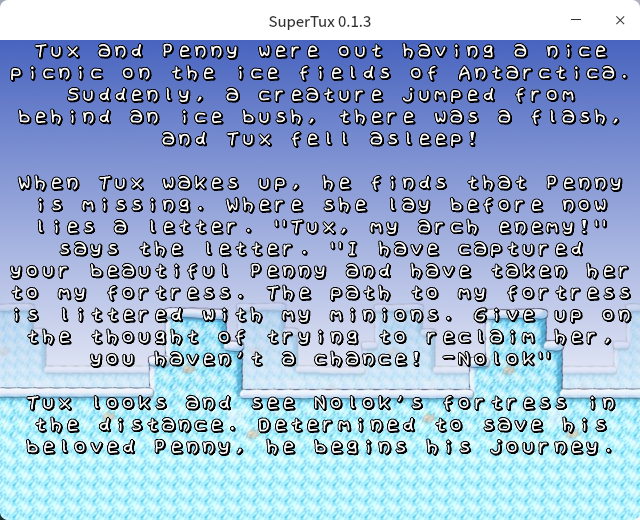 SuperTux 0.1.3
Tux and Penny were out having a nice
picnic on the ice fields of Antarctica.
Suddenly, a creature jumped from
behind an ice bush, there was a flash,
and Tux fell asleep!
When Tux wakes up, he finds that Penny
is missing. Where she lay before now
lies a letter. "Tux, my arch enemy!"
says the letter. "I have captured
your beautiful Penny and have taken her
to my fortress. The path to my fortress
is littered with my minions. Give up on
the thought of trying to reclaim her,
you haven't a chance! -Nolok"
Tux looks and see Nolok's fortress in
the distance. Determined to save his
beloved Penny, he begins his journey.